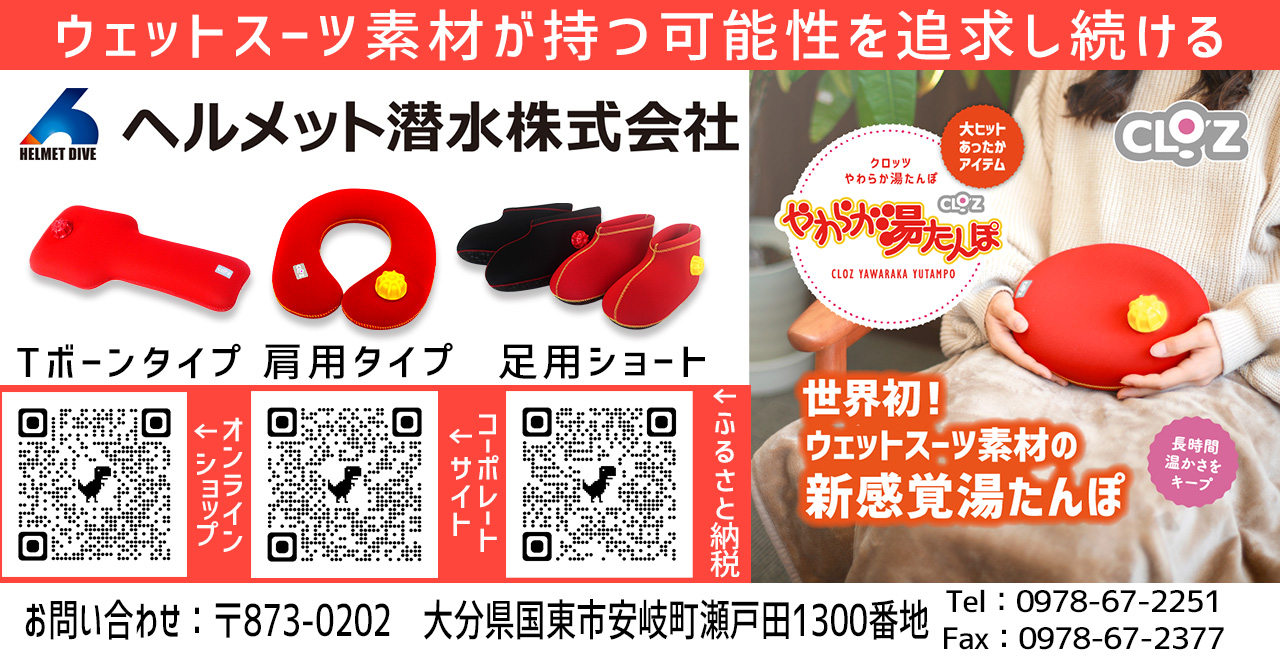 ウェットスーツ素材が持つ可能性を追求し続ける
HELMET DIVE
ヘルメット潜水株式会社
Tボーンタイプ
肩用タイプ
足用ショート
オンライン
←ショップ
コーポレート
←サイト
←ふるさと納税
大ヒット
あったか
アイテム
クロッツ
やわらか湯たんぽ
CLO'Z
やわらか湯たんぽ
CLOZ YAWARAKA YUTAMPO
CLO'Z
世界初!
ウェットスーツ素材の
新感覚湯たんぽ
長時間
温かさを
キープ
お問い合わせ:〒873-0202 大分県国東市安岐町瀬戸田1300番地
Tel:0978-67-2251
Fax:0978-67-2377